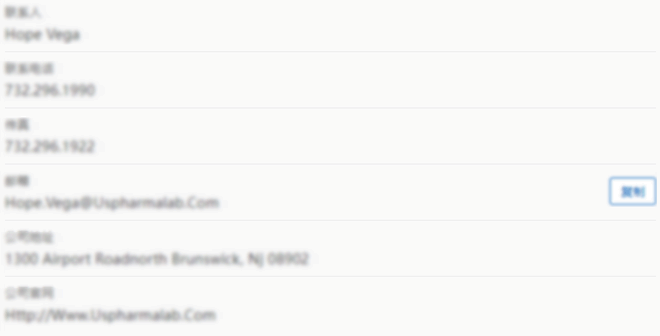 联系人
Hope Vega
联系电话
732.296.1990
传真
732.296.1922
邮箱
Hope.Vega@Uspharmalab.Com
复制
公司地址
1300 Airport Roadnorth Brunswick, NJ 08902
公司官网
Http://Www.Uspharmalab.Com